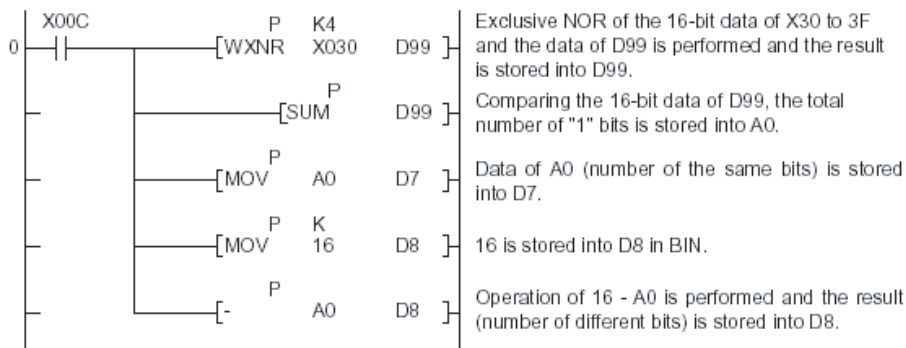 X00C
P K4
0 [WXNR X030 D99 ]
Exclusive NOR of the 16-bit data of X30 to 3F
and the data of D99 is performed and the result
is stored into D99.
P
[SUM D99 ]
Comparing the 16-bit data of D99, the total
number of "1" bits is stored into A0.
P
[MOV A0 D7 ]
Data of A0 (number of the same bits) is stored
into D7.
P K
[MOV 16 D8 ]
16 is stored into D8 in BIN.
P
[- A0 D8 ]
Operation of 16 - A0 is performed and the result
(number of different bits) is stored into D8.